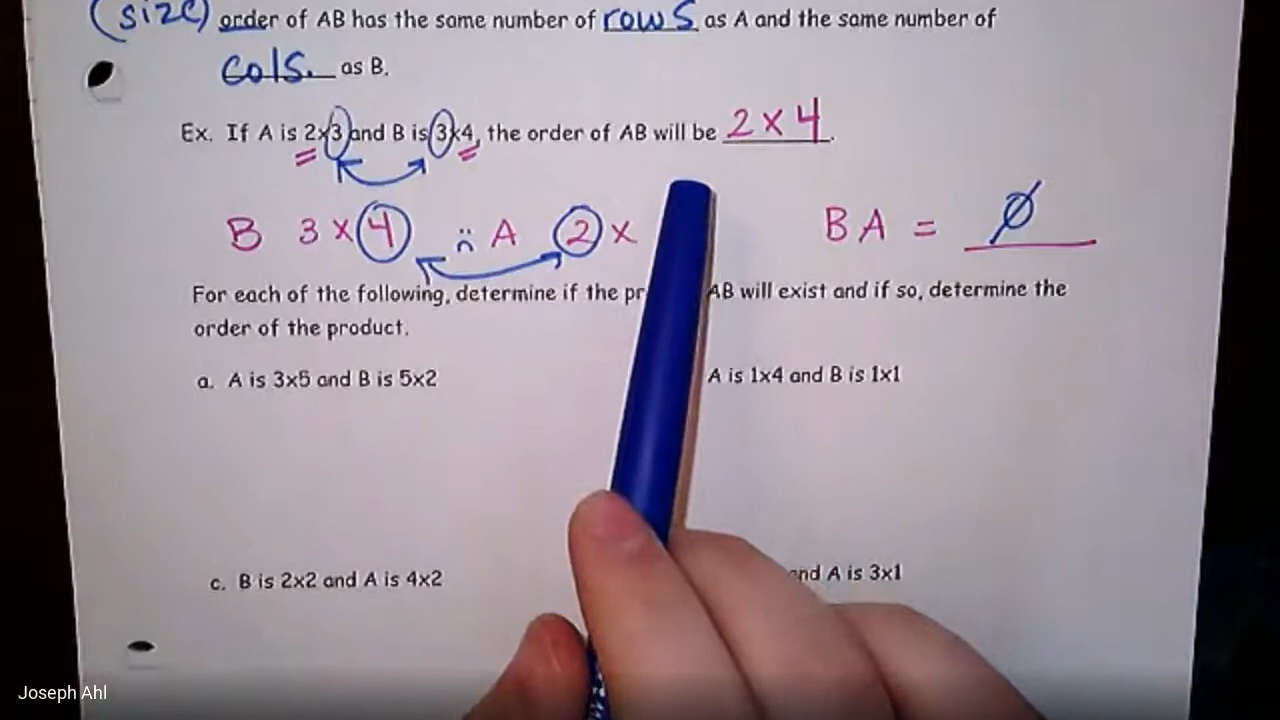 (size) order of AB has the same number of rows as A and the same number of
cols. as B.
Ex. If A is 2x3 and B is 3x4, the order of AB will be 2 x 4.
B 3 x 4 A 2 x BA = Ø
For each of the following, determine if the AB will exist and if so, determine the
order of the product.
a. A is 3x5 and B is 5x2 A is 1x4 and B is 1x1
c. B is 2x2 and A is 4x2 and A is 3x1
Joseph Ahl